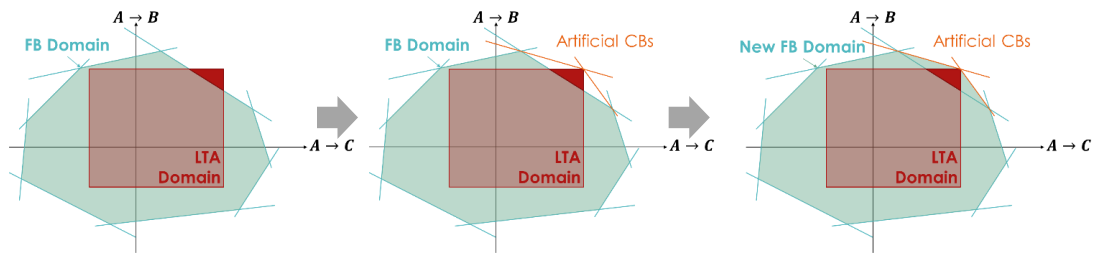 A → B
FB Domain
A → C
LTA
Domain
A → B
FB Domain
Artificial CBs
A → C
LTA
Domain
A → B
New FB Domain
Artificial CBs
A → C
LTA
Domain